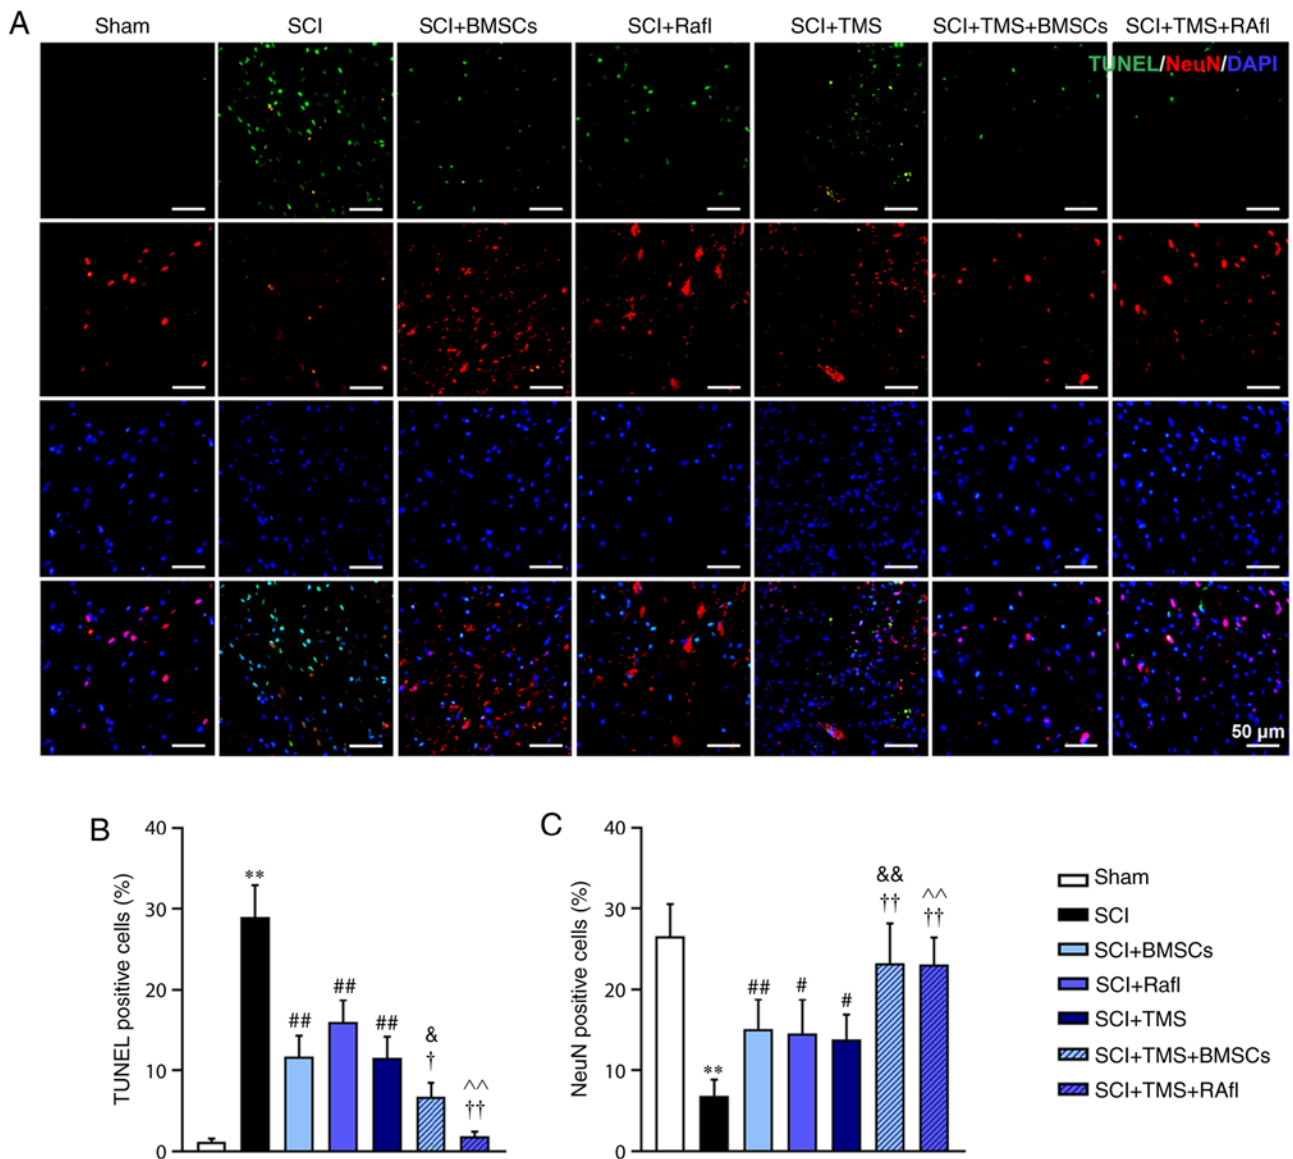 A
Sham SCI SCI+BMSCs SCI+Rafl SCI+TMS SCI+TMS+BMSCs SCI+TMS+RAfl
TUNEL/NeuN/DAPI
50 µm
B
TUNEL positive cells (%)
40
30
20
10
0
**
##
##
##
&
†
^^
††
C
NeuN positive cells (%)
40
30
20
10
0
**
##
#
#
&&
††
^^
††
Sham
SCI
SCI+BMSCs
SCI+Rafl
SCI+TMS
SCI+TMS+BMSCs
SCI+TMS+RAfl